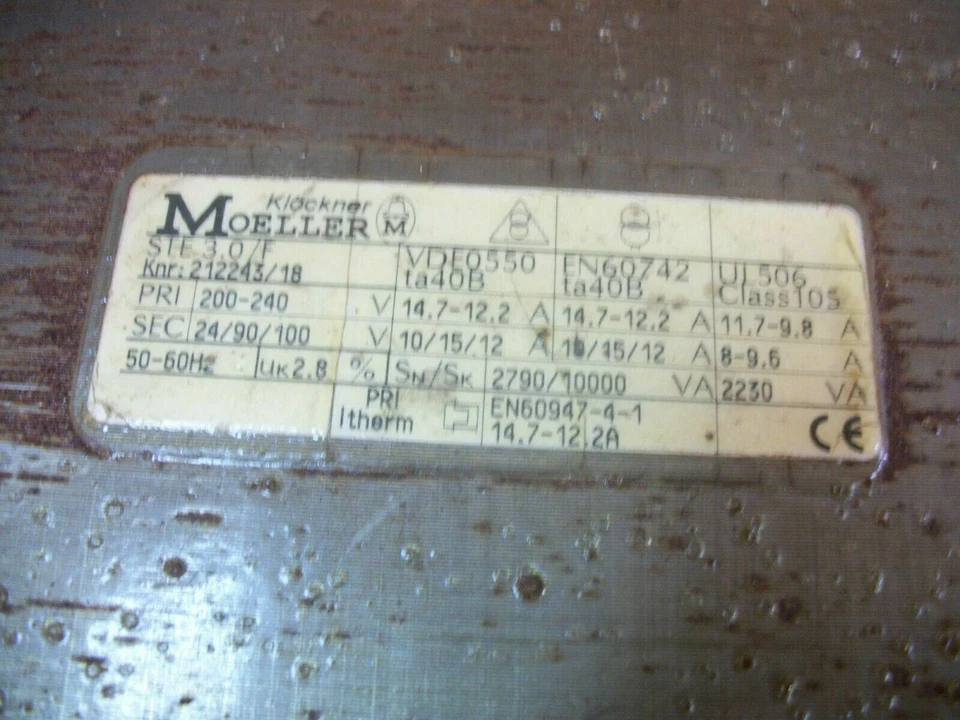 Klöckner
MOELLER M
STE 3.0/F VDE0550 EN60742 UL506
Knr: 212243/18 ta40B ta40B Class105
PRI 200-240 V 14.7-12.2 A 14.7-12.2 A 11.7-9.8 A
SEC 24/90/100 V 10/15/12 A 10/15/12 A 8-9.6 A
50-60Hz uK2.8 % SN/SK 2790/10000 VA 2230 VA
PRI EN60947-4-1
Itherm 14.7-12.2A CE